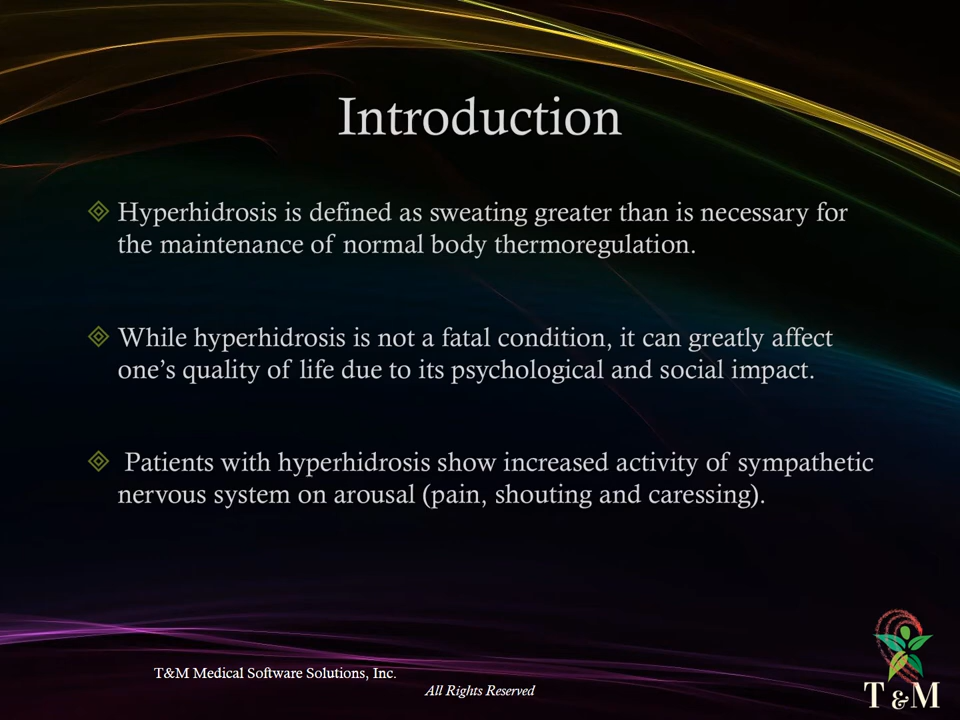 Introduction
Hyperhidrosis is defined as sweating greater than is necessary for
the maintenance of normal body thermoregulation.
While hyperhidrosis is not a fatal condition, it can greatly affect
one’s quality of life due to its psychological and social impact.
Patients with hyperhidrosis show increased activity of sympathetic
nervous system on arousal (pain, shouting and caressing).
T&M Medical Software Solutions, Inc.
All Rights Reserved
T & M